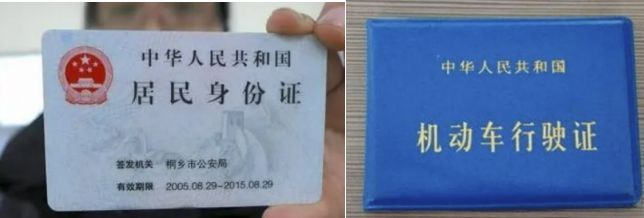 中华人民共和国
居民身份证
签发机关 桐乡市公安局
有效期限 2005.08.29-2015.08.29
中华人民共和国
机动车行驶证